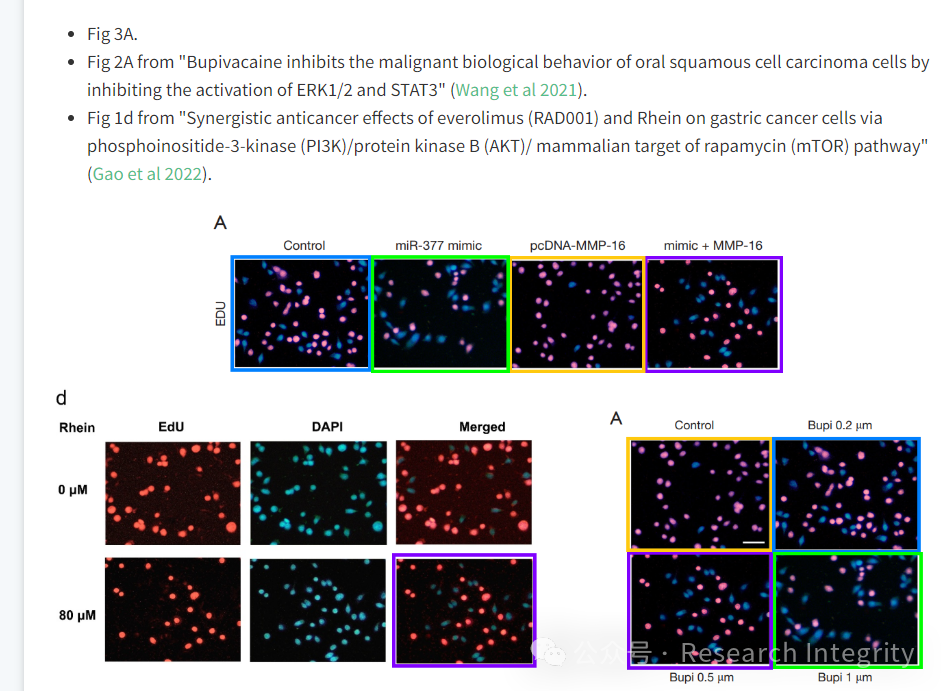 Fig 3A.
Fig 2A from "Bupivacaine inhibits the malignant biological behavior of oral squamous cell carcinoma cells by
inhibiting the activation of ERK1/2 and STAT3" (Wang et al 2021).
Fig 1d from "Synergistic anticancer effects of everolimus (RAD001) and Rhein on gastric cancer cells via
phosphoinositide-3-kinase (PI3K)/protein kinase B (AKT)/ mammalian target of rapamycin (mTOR) pathway"
(Gao et al 2022).
A
Control miR-377 mimic pcDNA-MMP-16 mimic + MMP-16
EDU
d
Rhein EdU DAPI Merged
0 µM
80 µM
A
Control Bupi 0.2 µm
Bupi 0.5 µm Bupi 1 µm
公众号 · Research Integrity